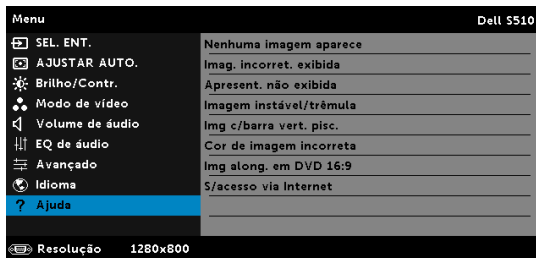 Menu Dell S510
SEL. ENT.
AJUSTAR AUTO.
Brilho/Contr.
Modo de vídeo
Volume de áudio
EQ de áudio
Avançado
Idioma
? Ajuda
Nenhuma imagem aparece
Imag. incorret. exibida
Apresent. não exibida
Imagem instável/trêmula
Img c/barra vert. pisc.
Cor de imagem incorreta
Img along. em DVD 16:9
S/acesso via Internet
Resolução 1280x800